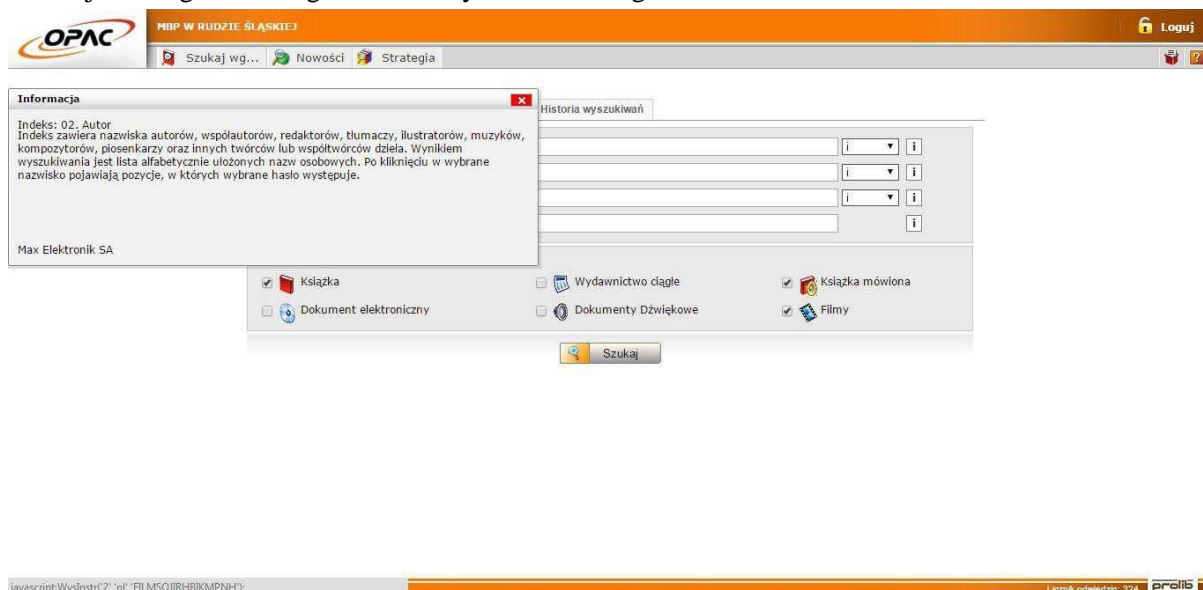 OPAC
MBP W RUDZIE ŚLĄSKIEJ
Loguj
Szukaj wg... Nowości Strategia
Informacja
Historia wyszukiwań
Indeks: 02. Autor
Indeks zawiera nazwiska autorów, współautorów, redaktorów, tłumaczy, ilustratorów, muzyków,
kompozytorów, piosenkarzy oraz innych twórców lub współtwórców dzieła. Wynikiem
wyszukiwania jest lista alfabetycznie ułożonych nazw osobowych. Po kliknięciu w wybrane
nazwisko pojawiają pozycje, w których wybrane hasło występuje.
Max Elektronik SA
i i
i i
i i
i
Książka Wydawnictwo ciągłe Książka mówiona
Dokument elektroniczny Dokumenty Dźwiękowe Filmy
Szukaj
Licznik odwiedzin 324 prolib